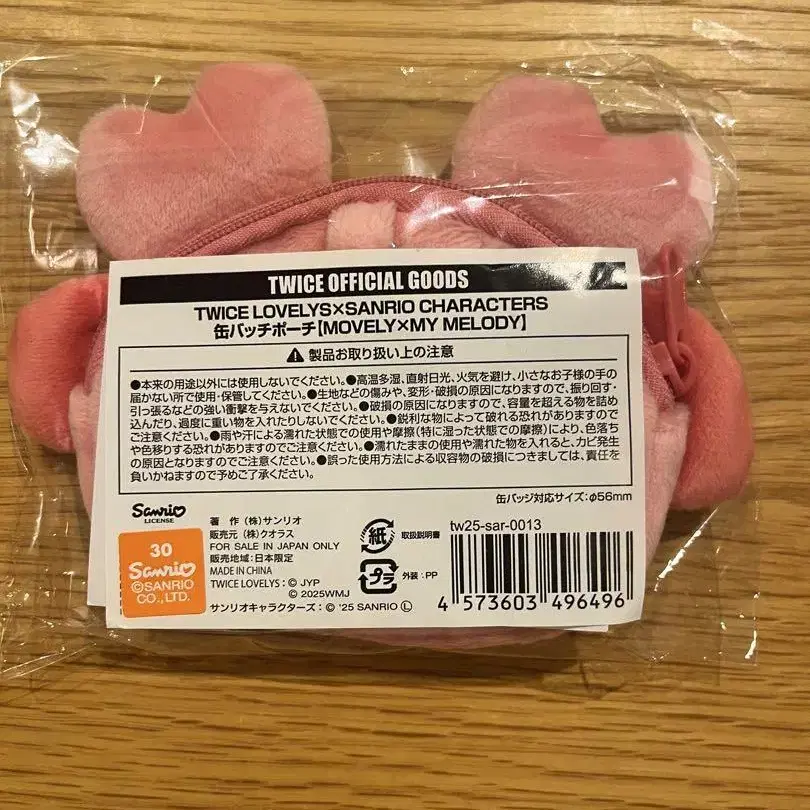 TWICE OFFICIAL GOODS
TWICE LOVELYS×SANRIO CHARACTERS
缶バッチポーチ【MOVELY×MY MELODY】
製品お取り扱い上の注意
●本来の用途以外には使用しないでください。●高温多湿、直射日光、火気を避け、小さなお子様の手の
届かない所で使用・保管してください。●生地などの傷みや、変形・破損の原因になりますので、振り回す・
引っ張るなどの強い衝撃を与えないでください。●破損の原因になりますので、容量を超える物を詰め
込んだり、過度に重い物を入れたりしないでください。●鋭利な物によって破れる恐れがありますので
ご注意ください。●雨や汗による濡れた状態での使用や摩擦(特に湿った状態での摩擦)により、色落ち
や色移りする恐れがありますのでご注意ください。●濡れたままの使用や濡れた物を入れると、カビ発生
の原因となりますのでご注意ください。●誤った使用方法による収容物の破損につきましては、責任を
負いかねますので予めご了承ください。
缶バッジ対応サイズ：φ56mm
Sanrio
LICENSE
30
Sanrio
©SANRIO
CO., LTD.
著 作 (株)サンリオ
販売元 (株)クオラス
FOR SALE IN JAPAN ONLY
販売地域：日本限定
MADE IN CHINA
TWICE LOVELYS：© JYP
© 2025WMJ
サンリオキャラクターズ：© '25 SANRIO Ⓛ
紙
取扱説明書
プラ
外装：PP
tw25-sar-0013
4 573603 496496